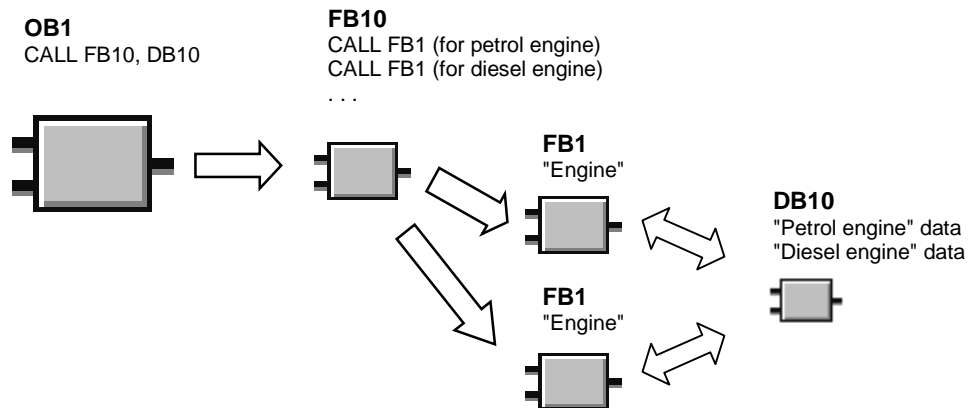 OB1
CALL FB10, DB10
FB10
CALL FB1 (for petrol engine)
CALL FB1 (for diesel engine)
. . .
FB1
"Engine"
FB1
"Engine"
DB10
"Petrol engine" data
"Diesel engine" data